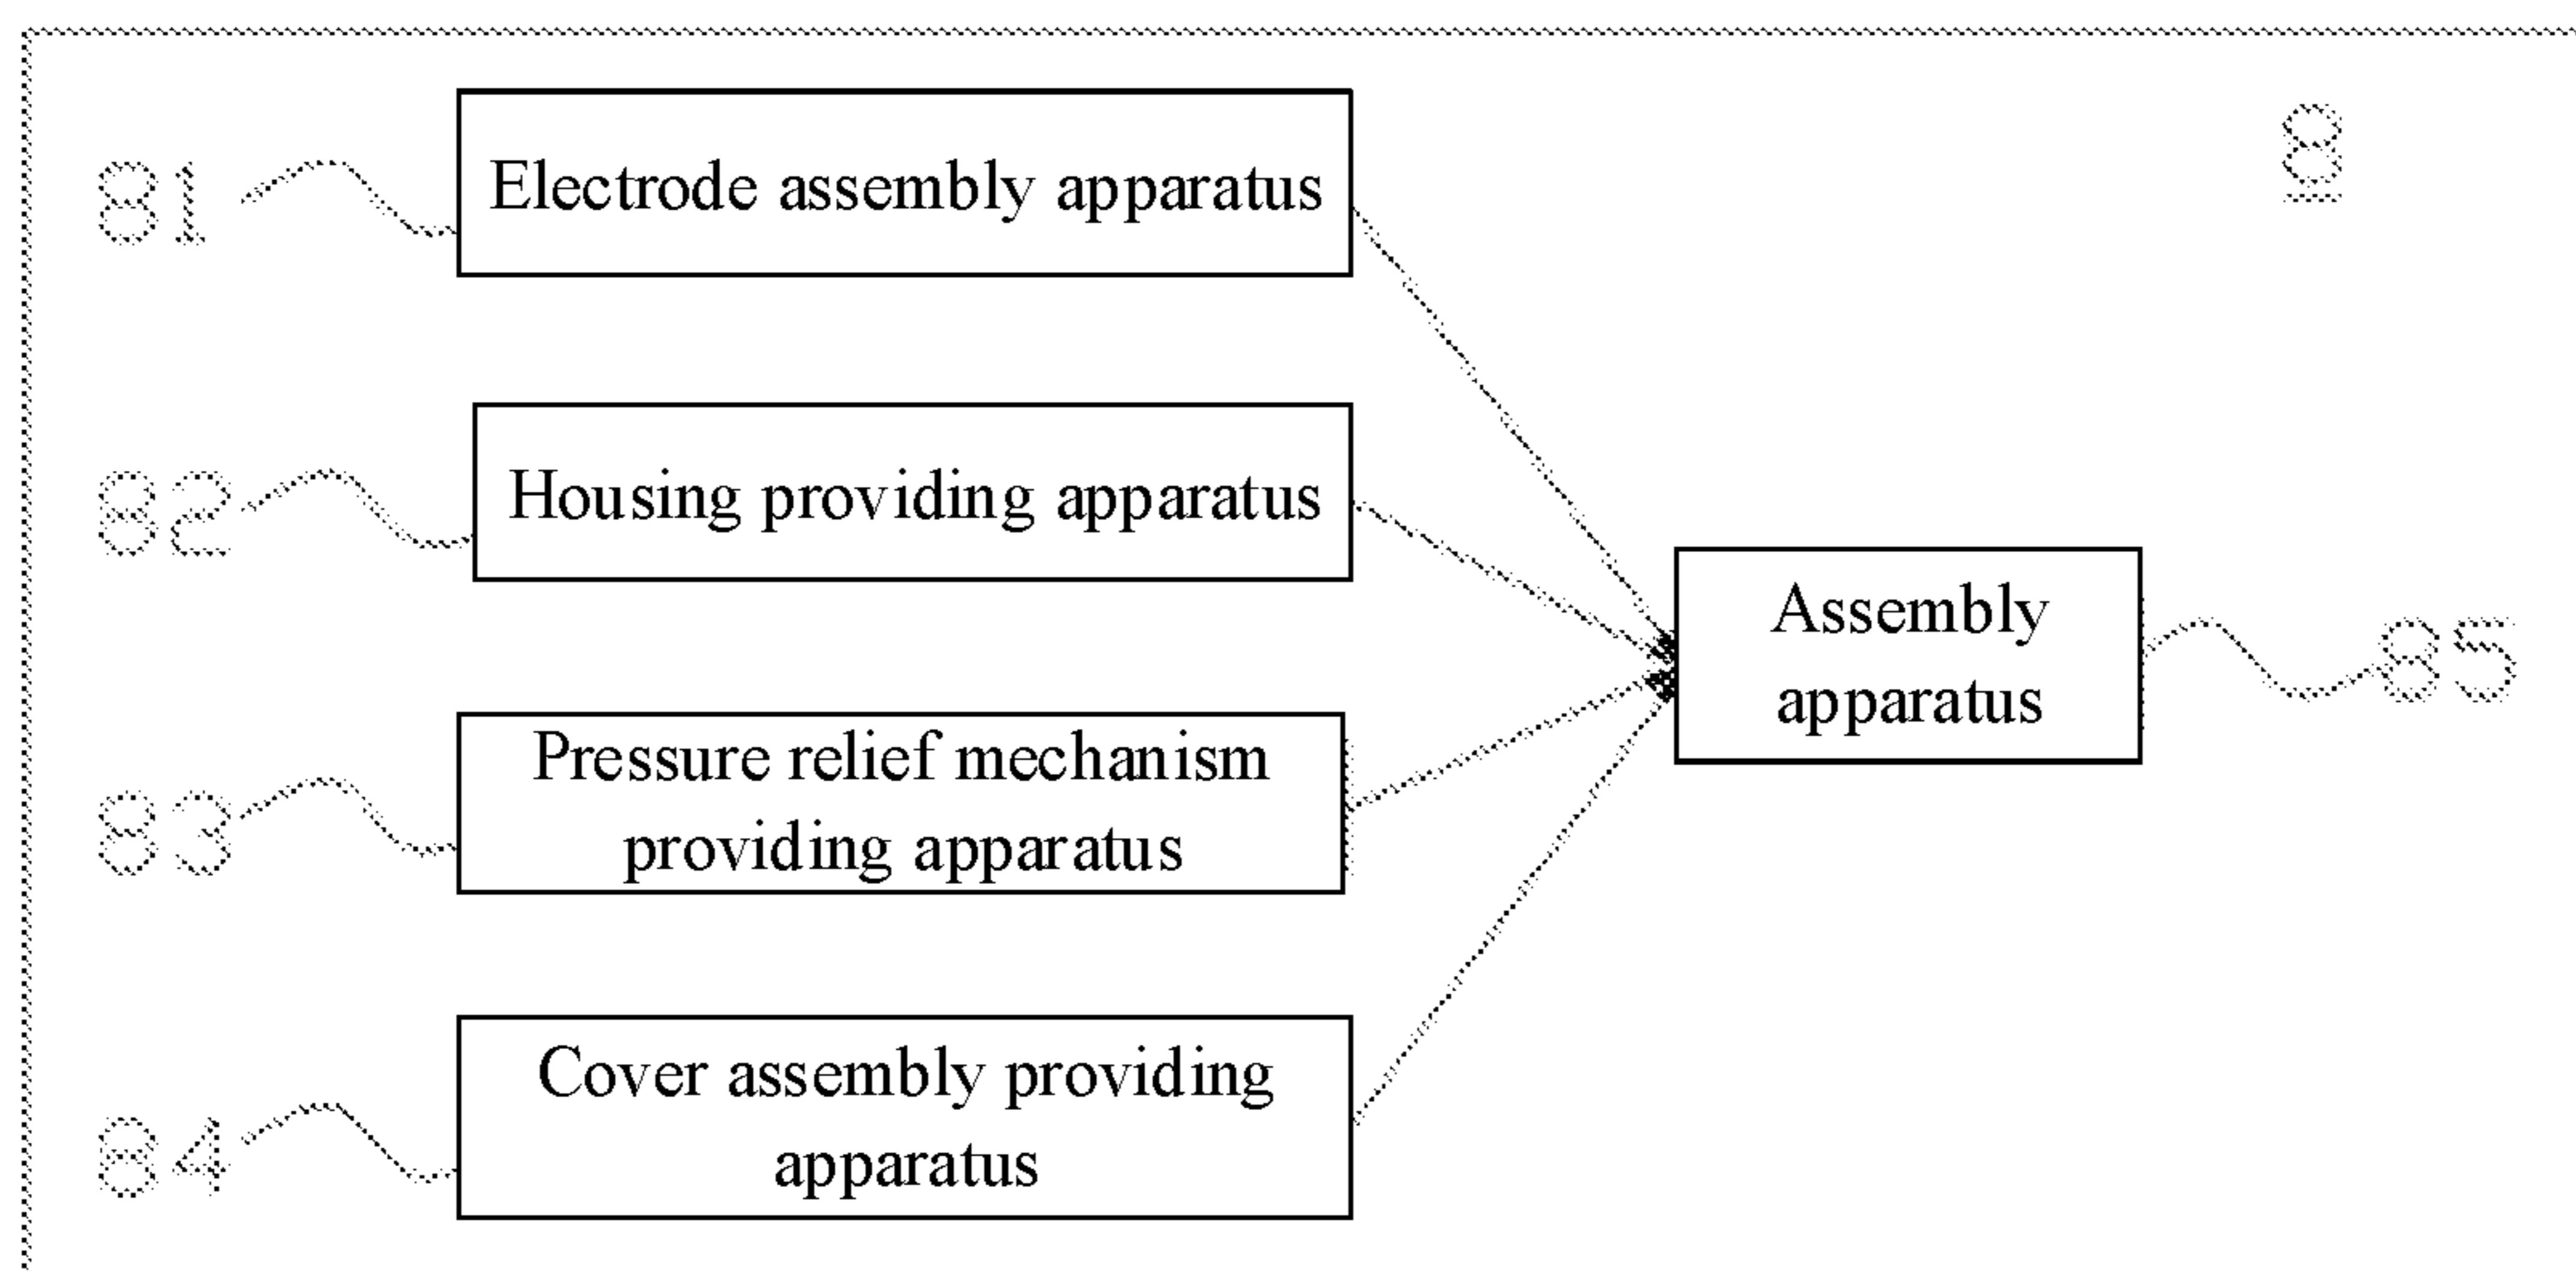 81
Electrode assembly apparatus
8
82
Housing providing apparatus
83
Pressure relief mechanism
providing apparatus
84
Cover assembly providing
apparatus
Assembly
apparatus
85